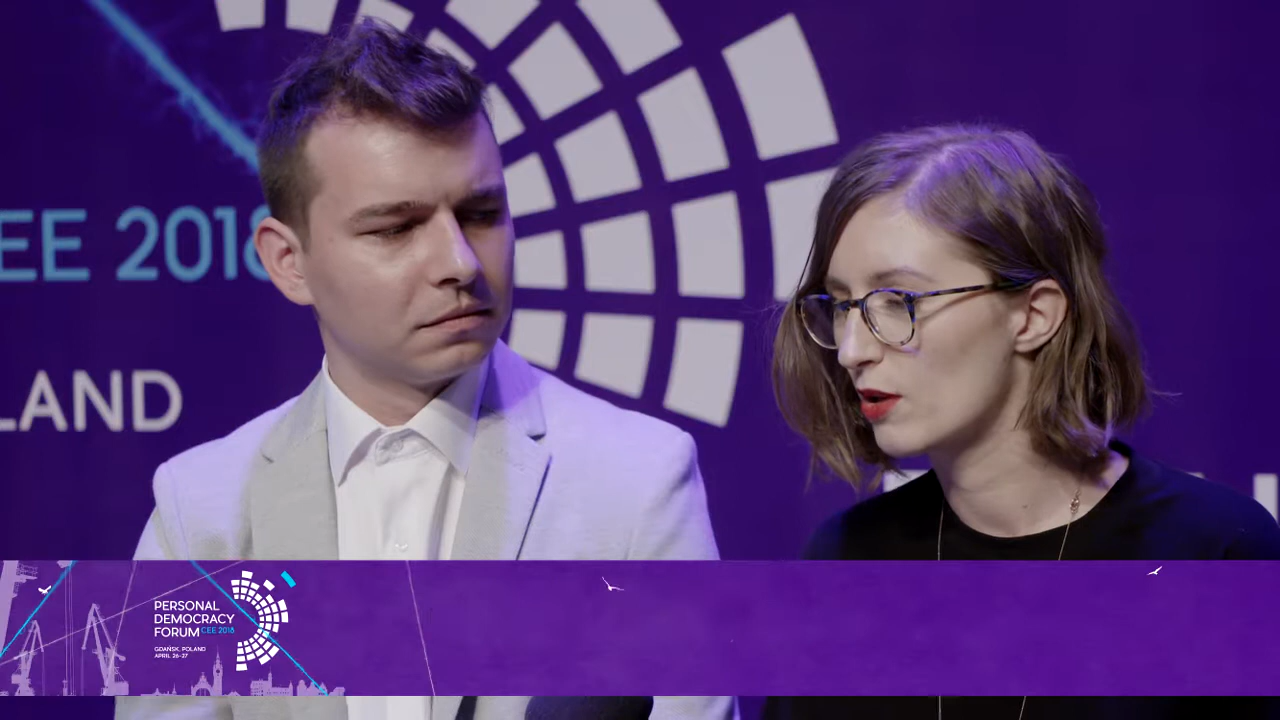 EE 2018
LAND
PERSONAL
DEMOCRACY
FORUM CEE 2018
GDAŃSK, POLAND
APRIL 26-27